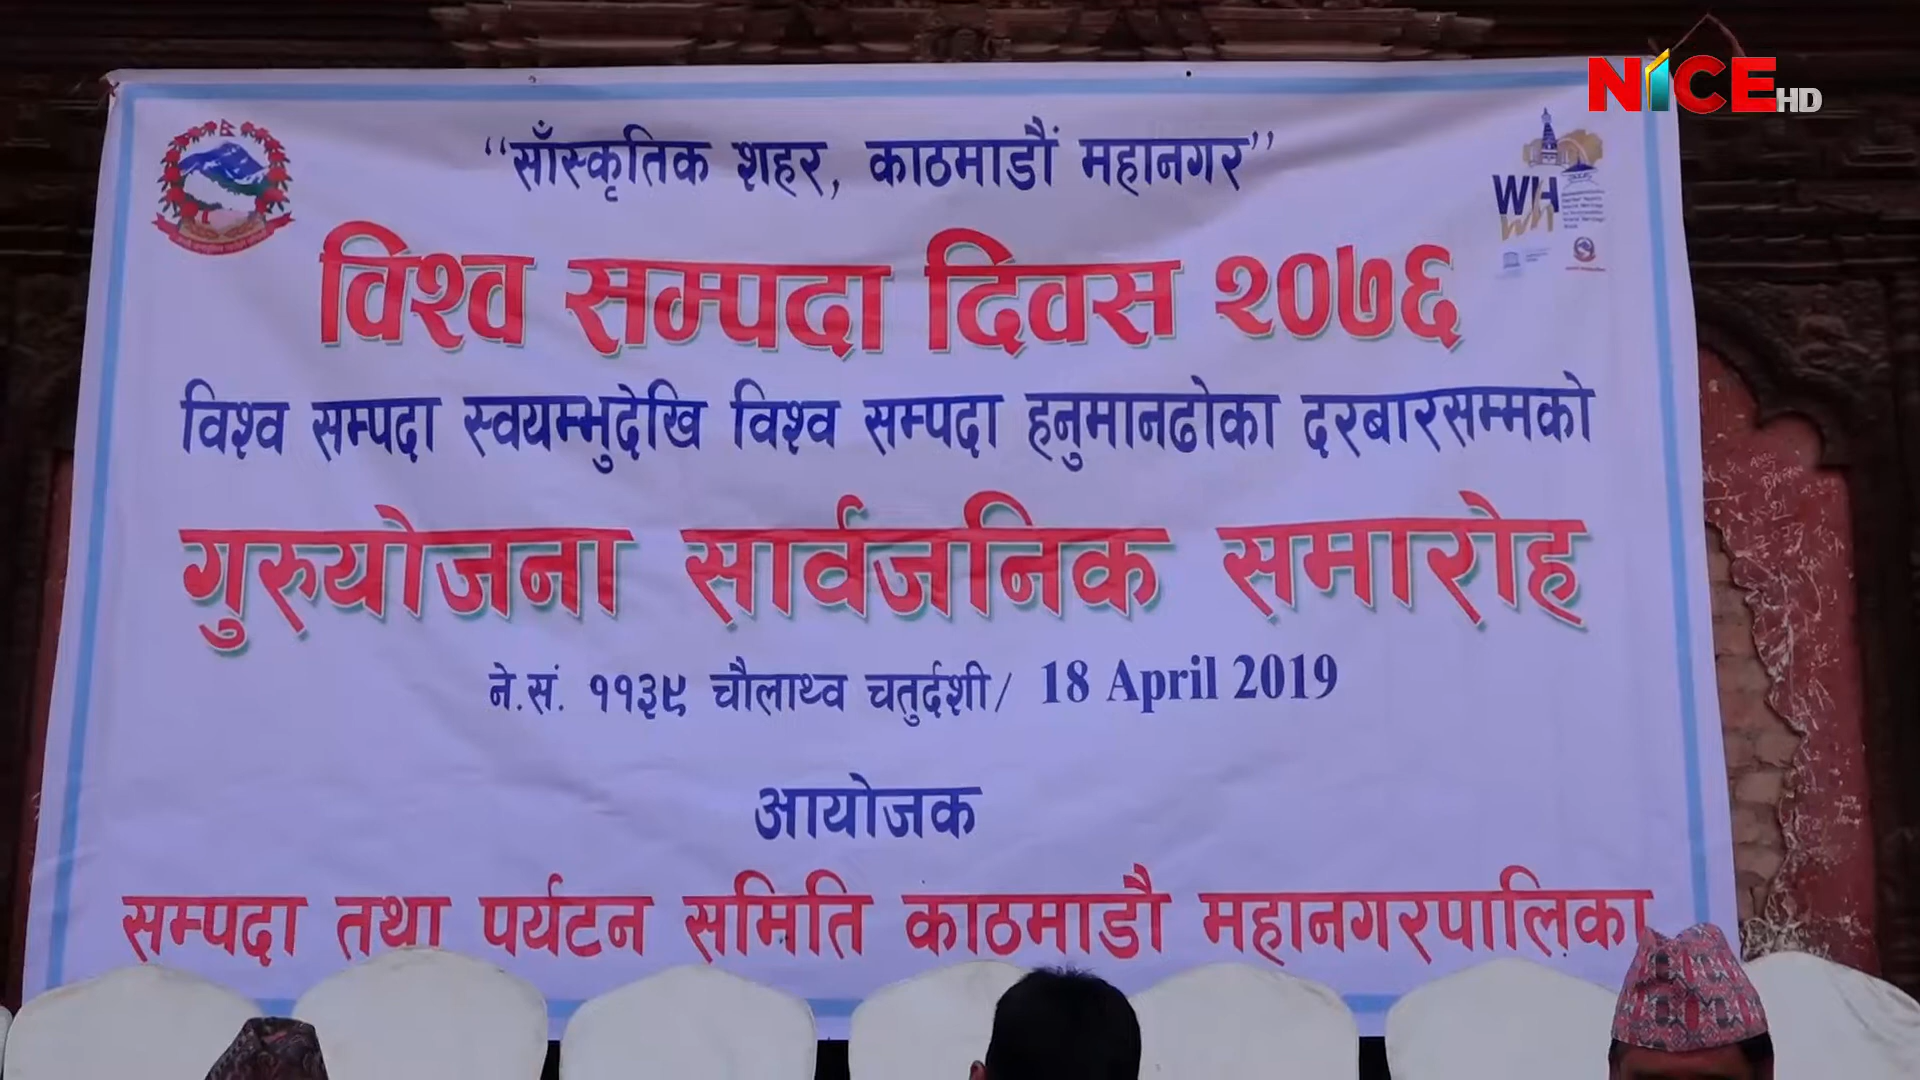 NICE HD
“साँस्कृतिक शहर, काठमाडौं महानगर”
WH
विश्व सम्पदा दिवस २०७६
विश्व सम्पदा स्वयम्भुदेखि विश्व सम्पदा हनुमानढोका दरबारसम्मको
गुरुयोजना सार्वजनिक समारोह
ने.सं. ११३९ चौलाथ्व चतुर्दशी/ 18 April 2019
आयोजक
सम्पदा तथा पर्यटन समिति काठमाडौ महानगरपालिका